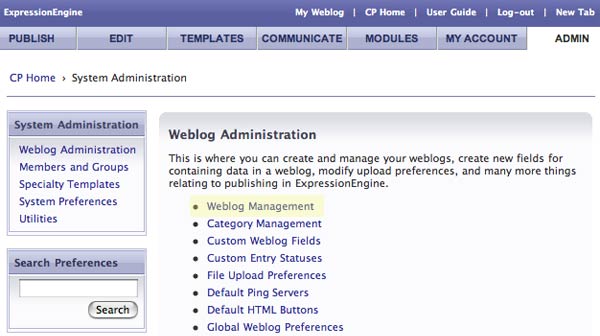 ExpressionEngine
My Weblog | CP Home | User Guide | Log-out | New Tab
PUBLISH EDIT TEMPLATES COMMUNICATE MODULES MY ACCOUNT ADMIN
CP Home › System Administration
System Administration
Weblog Administration
Members and Groups
Specialty Templates
System Preferences
Utilities
Search Preferences
Search
Weblog Administration
This is where you can create and manage your weblogs, create new fields for
containing data in a weblog, modify upload preferences, and many more things
relating to publishing in ExpressionEngine.
• Weblog Management
• Category Management
• Custom Weblog Fields
• Custom Entry Statuses
• File Upload Preferences
• Default Ping Servers
• Default HTML Buttons
• Global Weblog Preferences